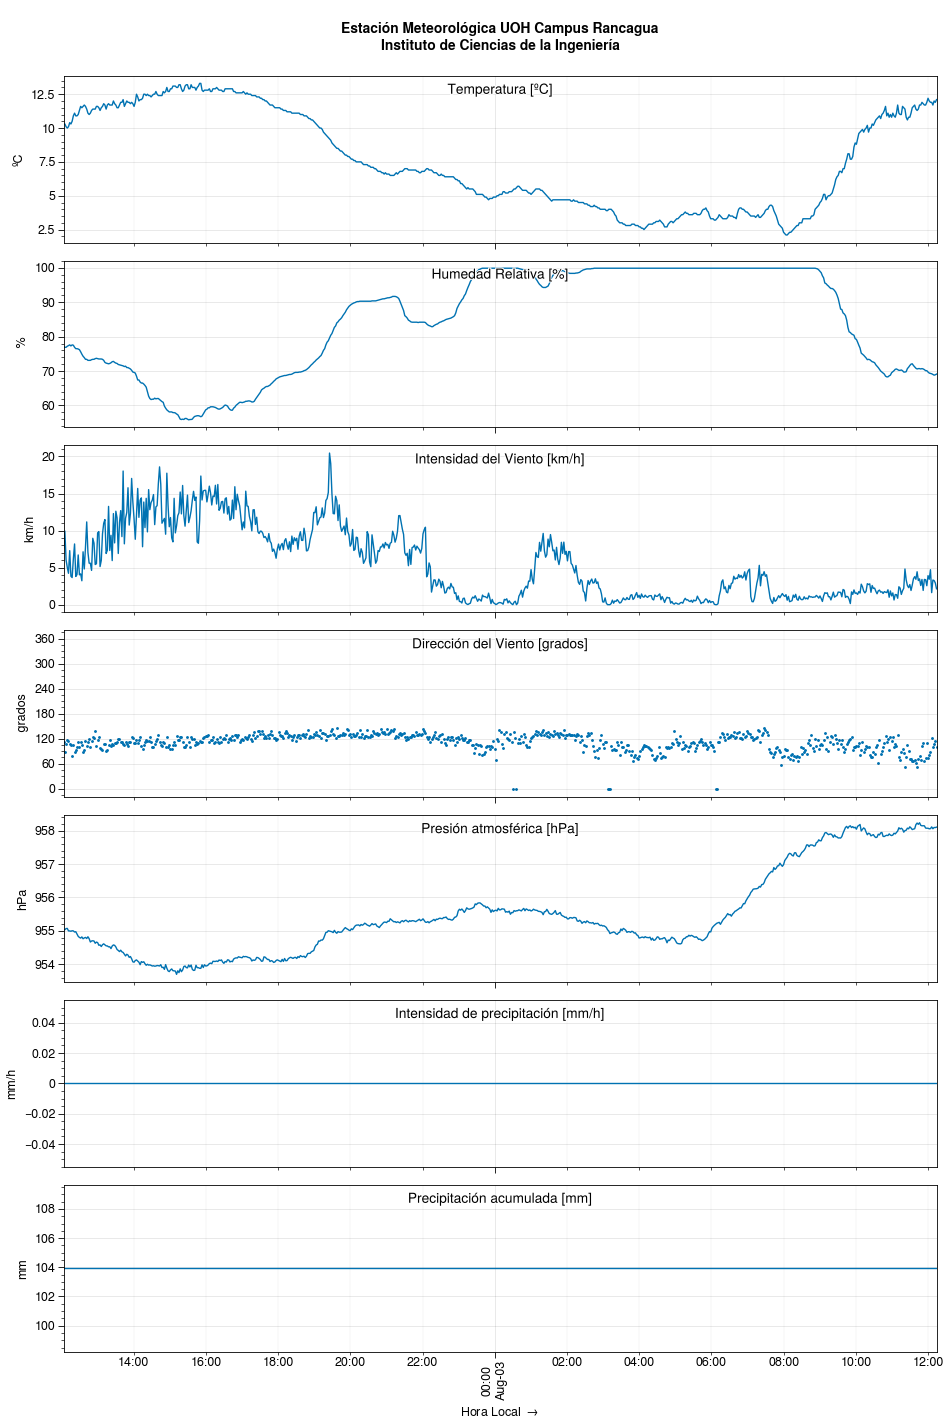 Estación Meteorológica UOH Campus Rancagua
Instituto de Ciencias de la Ingeniería
Temperatura [ºC]
12.5
10
7.5
5
2.5
ºC
Humedad Relativa [%]
100
90
80
70
60
%
Intensidad del Viento [km/h]
20
15
10
5
0
km/h
Dirección del Viento [grados]
360
300
240
180
120
60
0
grados
Presión atmosférica [hPa]
958
957
956
955
954
hPa
Intensidad de precipitación [mm/h]
0.04
0.02
0
−0.02
−0.04
mm/h
Precipitación acumulada [mm]
108
106
104
102
100
mm
14:00 16:00 18:00 20:00 22:00 00:00 02:00 04:00 06:00 08:00 10:00 12:00
Aug-03
Hora Local →